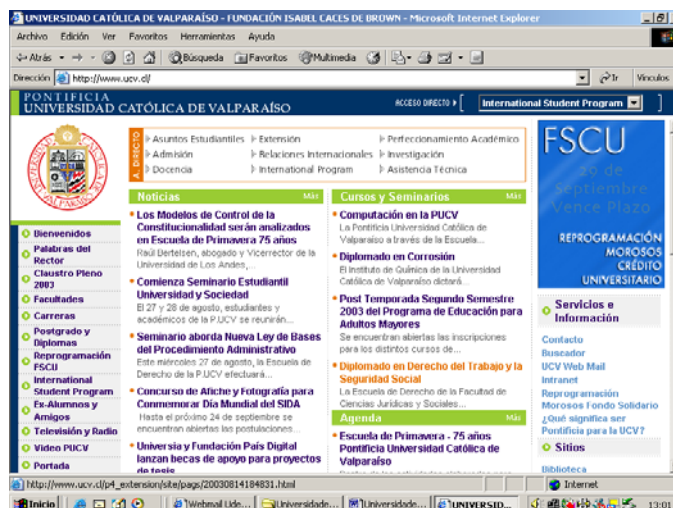 UNIVERSIDAD CATÓLICA DE VALPARAÍSO - FUNDACIÓN ISABEL CACES DE BROWN - Microsoft Internet Explorer
Archivo Edición Ver Favoritos Herramientas Ayuda
Atrás Búsqueda Favoritos Multimedia
Dirección http://www.ucv.cl/ Ir Vínculos
PONTIFICIA
UNIVERSIDAD CATÓLICA DE VALPARAÍSO
ACCESO DIRECTO [ International Student Program ]
A. DIRECTO
Asuntos Estudiantiles Extensión Perfeccionamiento Académico
Admisión Relaciones Internacionales Investigación
Docencia International Program Asistencia Técnica
Bienvenidos
Palabras del
Rector
Claustro Pleno
2003
Facultades
Carreras
Postgrado y
Diplomas
Reprogramación
FSCU
International
Student Program
Ex-Alumnos y
Amigos
Televisión y Radio
Video PUCV
Portada
Noticias Más
Los Modelos de Control de la
Constitucionalidad serán analizados
en Escuela de Primavera 75 años
Raúl Bertelsen, abogado y Vicerrector de la
Universidad de Los Andes,...
Comienza Seminario Estudiantil
Universidad y Sociedad
El 27 y 28 de agosto, estudiantes y
académicos de la P.UCV se reunirán...
Seminario aborda Nueva Ley de Bases
del Procedimiento Administrativo
Este miércoles 27 de agosto, la Escuela de
Derecho de la P.UCV efectuará...
Concurso de Afiche y Fotografía para
Conmemorar Día Mundial del SIDA
Hasta el próximo 24 de septiembre se
encuentran abiertas las postulaciones...
Universia y Fundación País Digital
lanzan becas de apoyo para proyectos
de tesis
Cursos y Seminarios Más
Computación en la PUCV
La Pontificia Universidad Católica de
Valparaíso a través de la Escuela...
Diplomado en Corrosión
El Instituto de Química de la Universidad
Católica de Valparaíso dictará...
Post Temporada Segundo Semestre
2003 del Programa de Educación para
Adultos Mayores
Se encuentran abiertas las inscripciones
para los distintos cursos de...
Diplomado en Derecho del Trabajo y la
Seguridad Social
La Escuela de Derecho de la Facultad de
Ciencias Jurídicas y Sociales...
Agenda Más
Escuela de Primavera - 75 años
Pontificia Universidad Católica de
Valparaíso
FSCU
29 de
Septiembre
Vence Plazo
REPROGRAMACIÓN
MOROSOS
CRÉDITO
UNIVERSITARIO
Servicios e
Información
Contacto
Buscador
UCV Web Mail
Intranet
Reprogramación
Morosos Fondo Solidario
¿Qué significa ser
Pontificia para la UCV?
Sitios
Biblioteca
http://www.ucv.cl/p4_extension/site/pags/20030814184831.html Internet
Inicio Webmail Ude... Universidade... Universidade... UNIVERSID... 13:01